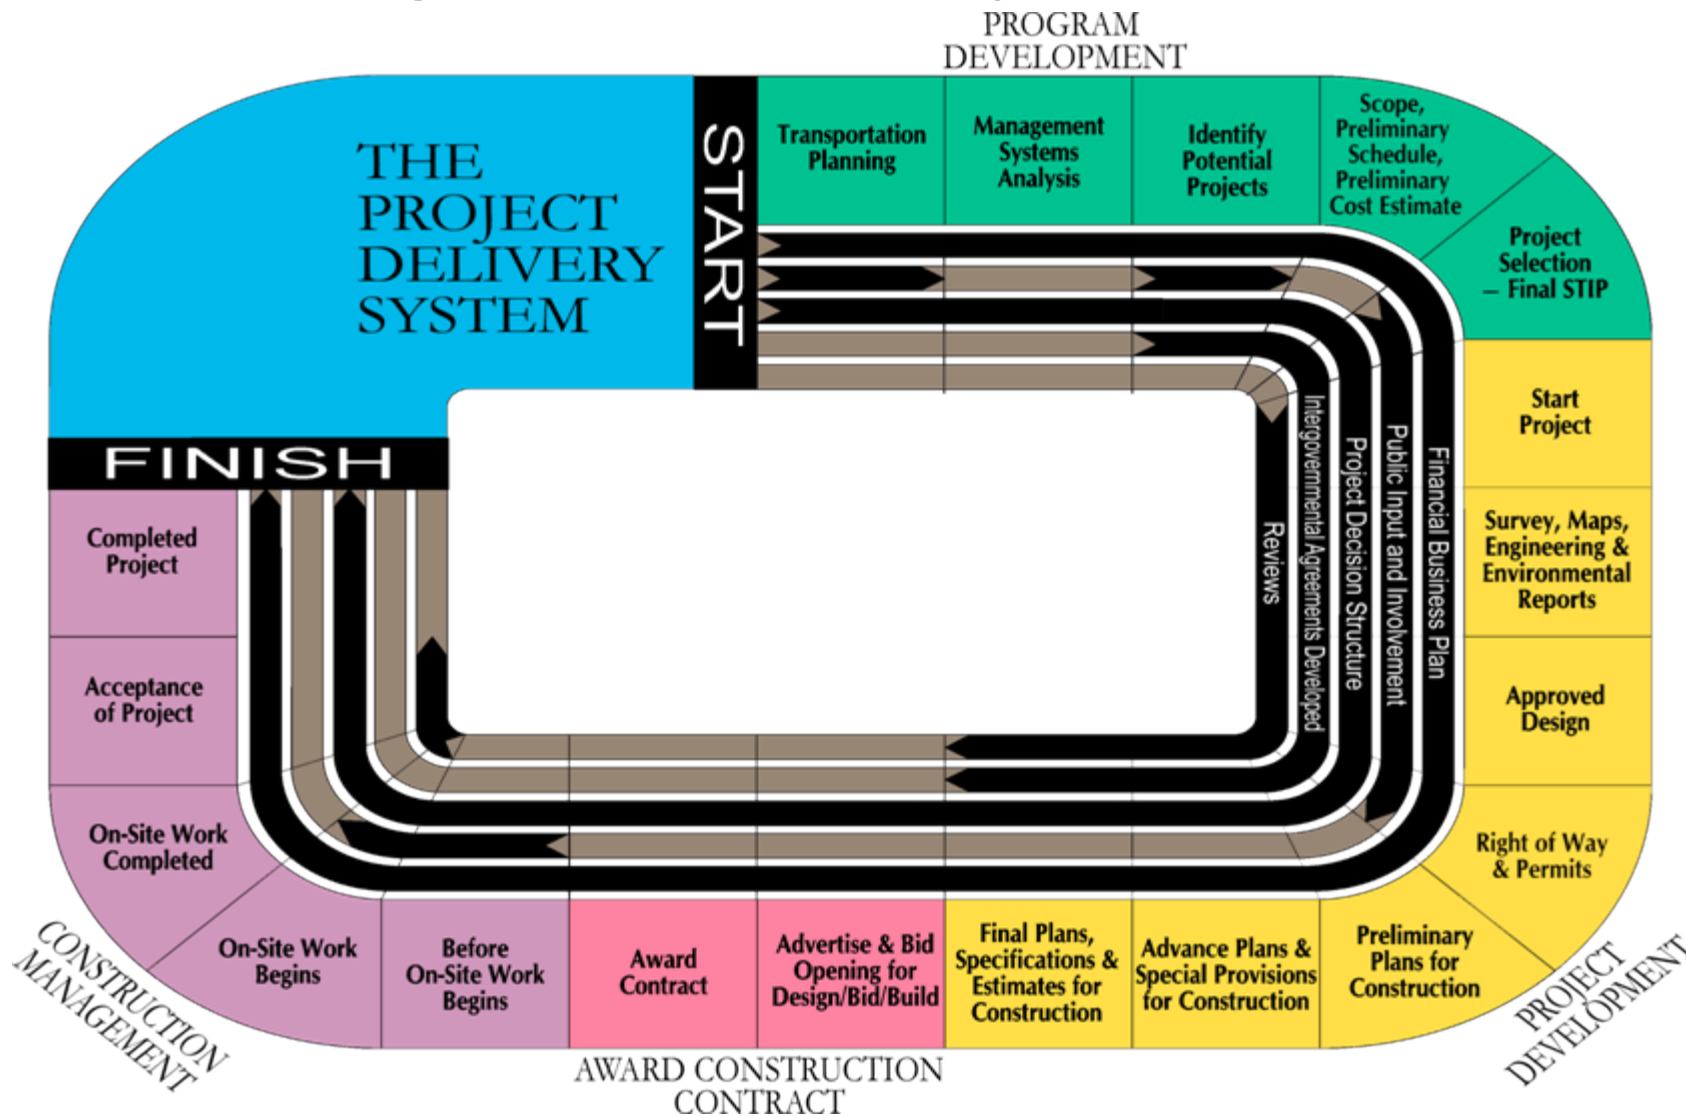 PROGRAM
DEVELOPMENT
THE
PROJECT
DELIVERY
SYSTEM
START
Transportation
Planning
Management
Systems
Analysis
Identify
Potential
Projects
Scope,
Preliminary
Schedule,
Preliminary
Cost Estimate
Project
Selection
– Final STIP
Start
Project
Survey, Maps,
Engineering &
Environmental
Reports
Approved
Design
Right of Way
& Permits
PROJECT
DEVELOPMENT
Preliminary
Plans for
Construction
Advance Plans &
Special Provisions
for Construction
Final Plans,
Specifications &
Estimates for
Construction
Advertise & Bid
Opening for
Design/Bid/Build
Award
Contract
AWARD CONSTRUCTION
CONTRACT
Before
On-Site Work
Begins
On-Site Work
Begins
CONSTRUCTION
MANAGEMENT
On-Site Work
Completed
Acceptance
of Project
Completed
Project
FINISH
Reviews
Intergovernmental Agreements Developed
Project Decision Structure
Public Input and Involvement
Financial Business Plan